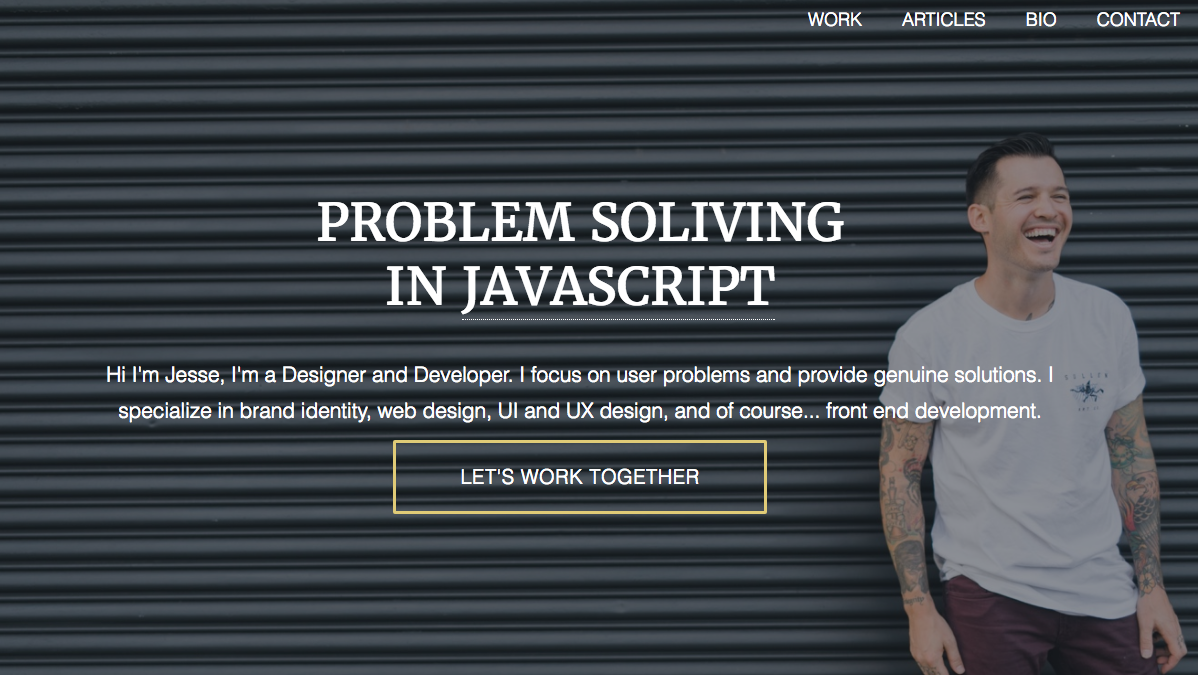 WORK ARTICLES BIO CONTACT
PROBLEM SOLIVING
IN JAVASCRIPT
Hi I'm Jesse, I'm a Designer and Developer. I focus on user problems and provide genuine solutions. I
specialize in brand identity, web design, UI and UX design, and of course... front end development.
LET'S WORK TOGETHER